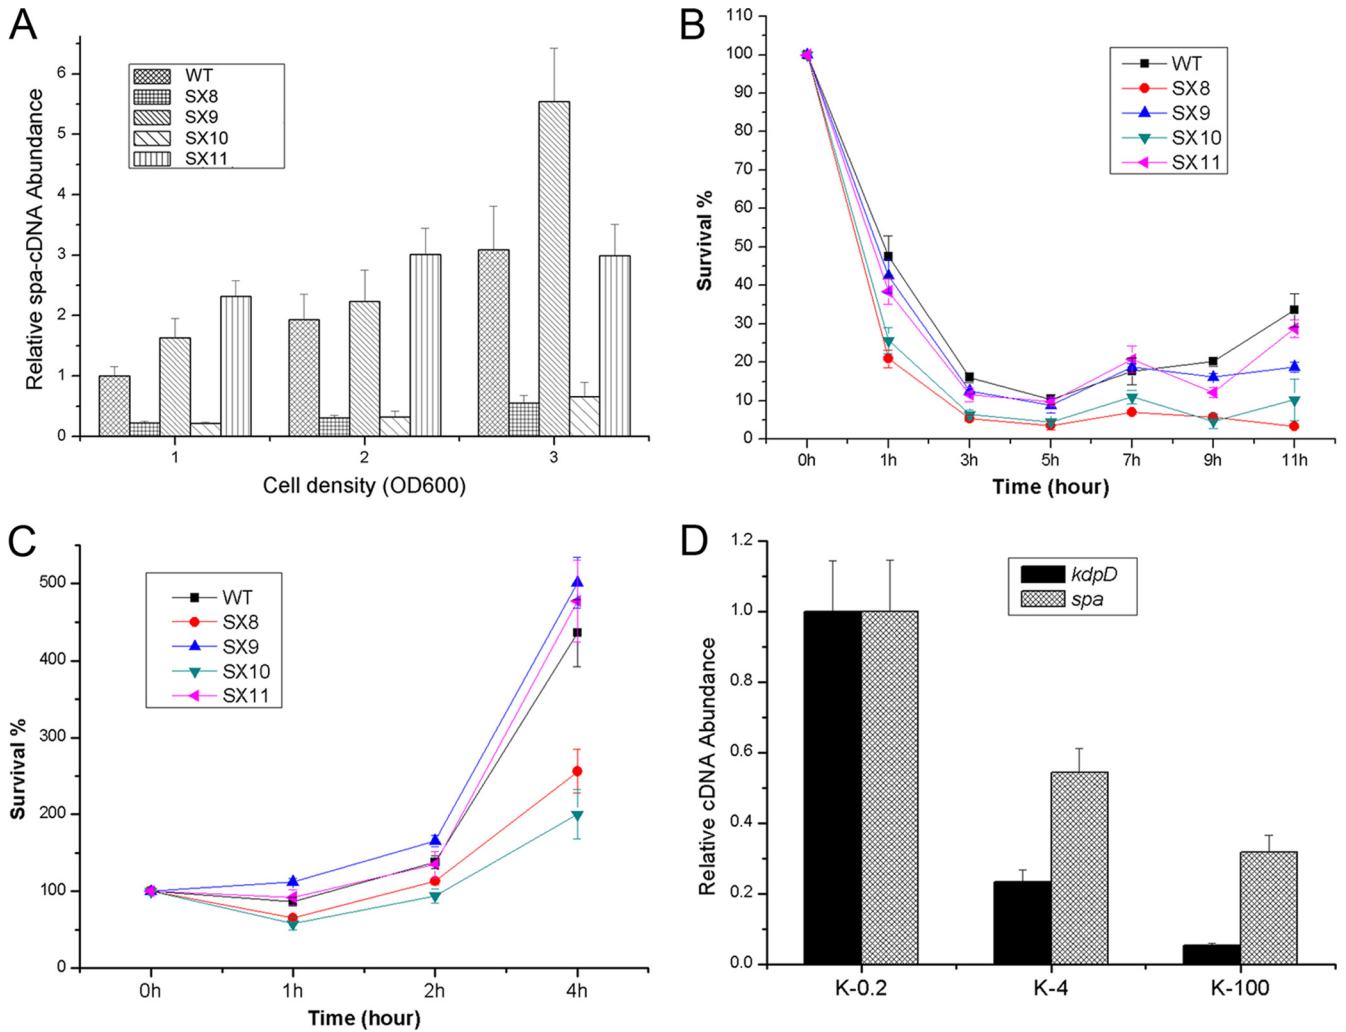 A
Relative spa-cDNA Abundance
6
5
4
3
2
1
0
WT
SX8
SX9
SX10
SX11
1 2 3
Cell density (OD600)
B
Survival %
110
100
90
80
70
60
50
40
30
20
10
0
WT
SX8
SX9
SX10
SX11
0h 1h 3h 5h 7h 9h 11h
Time (hour)
C
Survival %
500
400
300
200
100
0
WT
SX8
SX9
SX10
SX11
0h 1h 2h 4h
Time (hour)
D
Relative cDNA Abundance
1.2
1.0
0.8
0.6
0.4
0.2
0.0
kdpD
spa
K-0.2 K-4 K-100